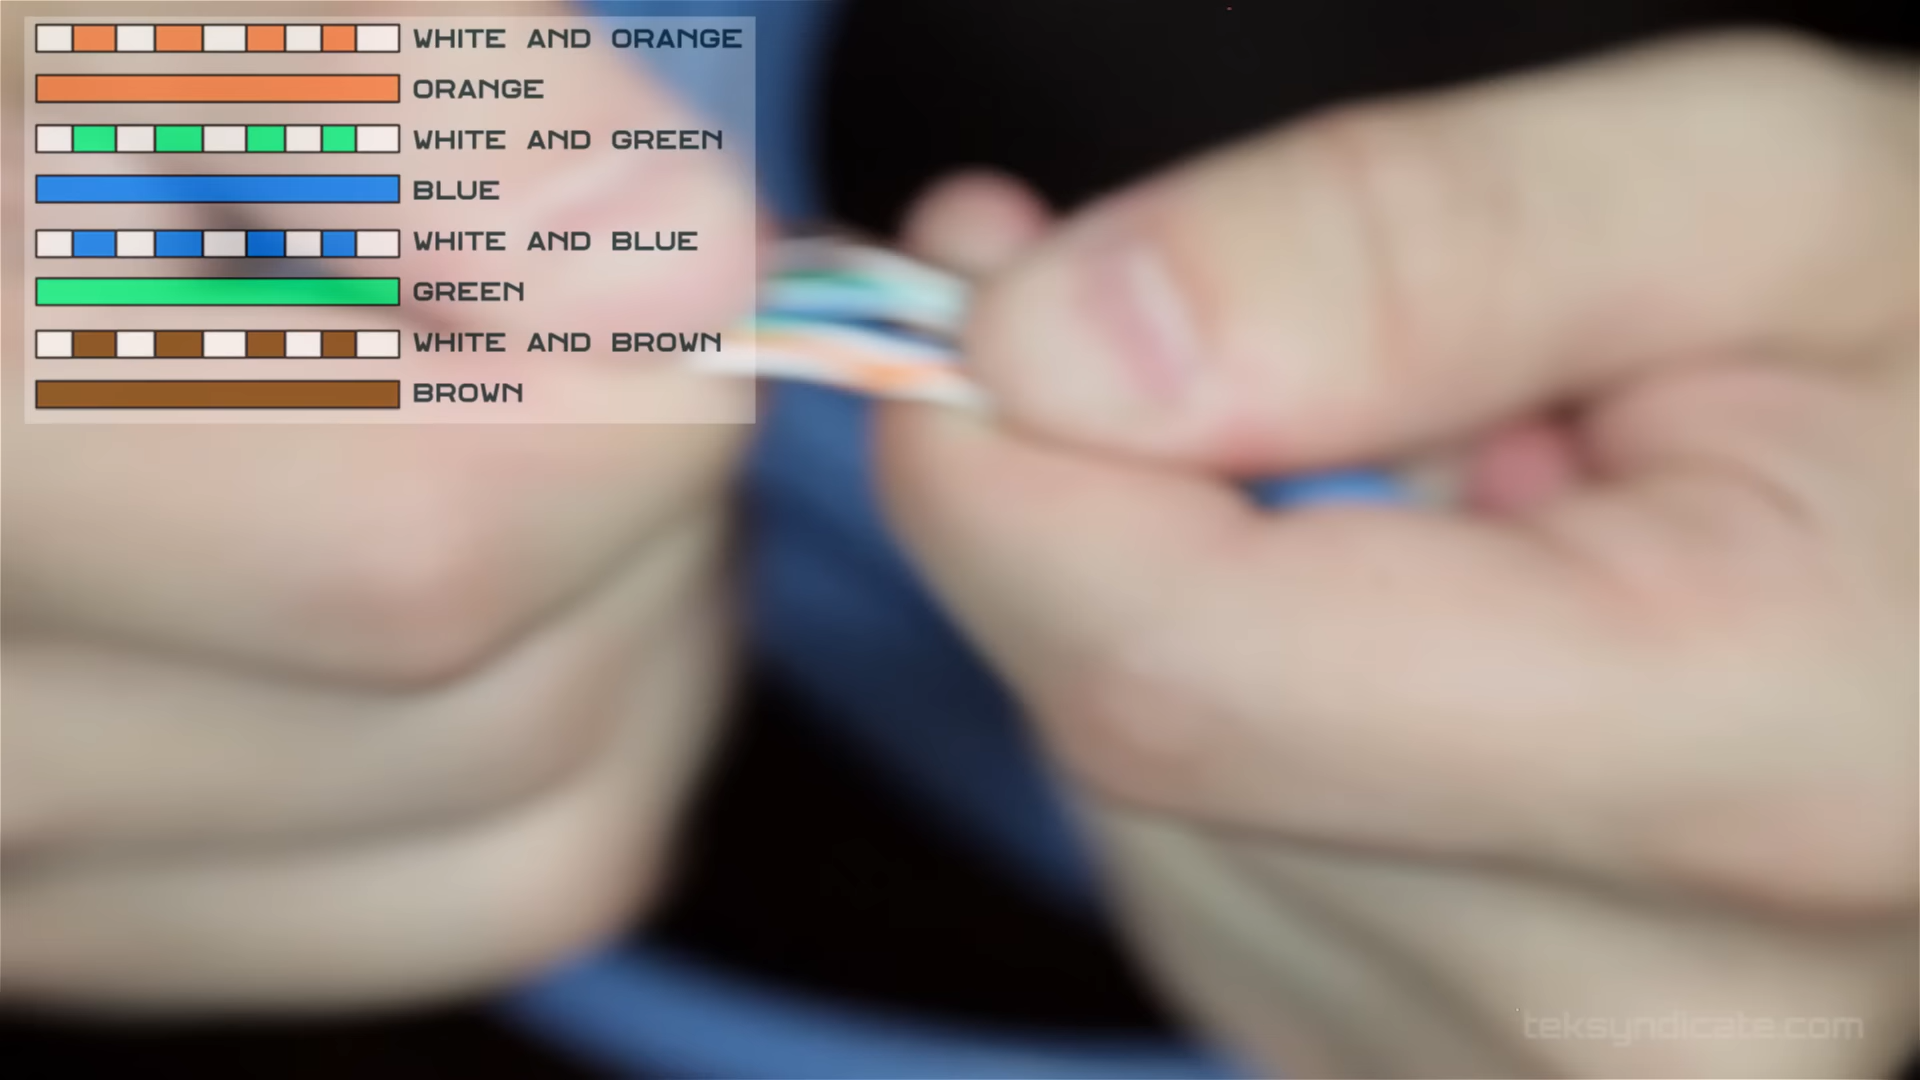 WHITE AND ORANGE
ORANGE
WHITE AND GREEN
BLUE
WHITE AND BLUE
GREEN
WHITE AND BROWN
BROWN
teksyndicate.com